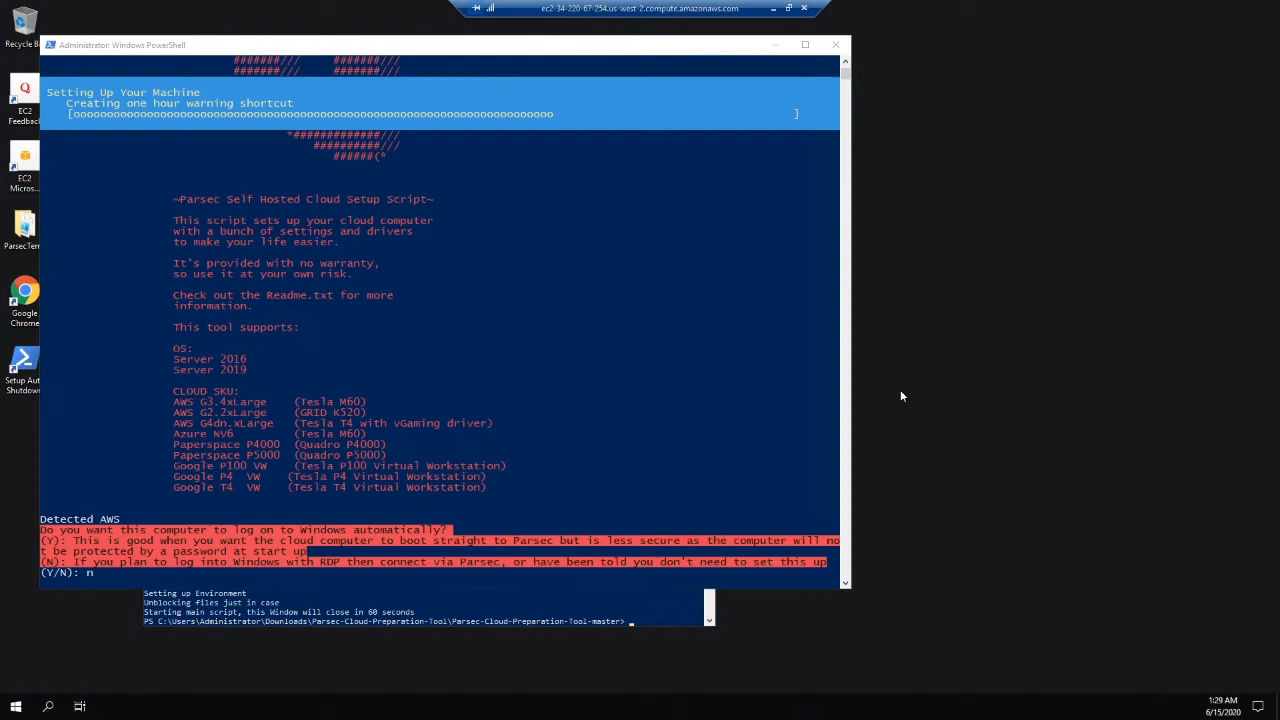 ec2-34-220-67-254.us-west-2.compute.amazonaws.com
Recycle B
Administrator: Windows PowerShell
#######///     #######///
#######///     #######///
Setting Up Your Machine
Creating one hour warning shortcut
[oooooooooooooooooooooooooooooooooooooooooooooooooooooooooooooooooooooooo                                     ]
*#############///
##########///
######(*
EC2
Feedback
EC2
Micros...
ParsecTem
Google
Chrome
Setup Aut
Shutdown
~Parsec Self Hosted Cloud Setup Script~
This script sets up your cloud computer
with a bunch of settings and drivers
to make your life easier.
It's provided with no warranty,
so use it at your own risk.
Check out the Readme.txt for more
information.
This tool supports:
OS:
Server 2016
Server 2019
CLOUD SKU:
AWS G3.4xLarge    (Tesla M60)
AWS G2.2xLarge    (GRID K520)
AWS G4dn.xLarge   (Tesla T4 with vGaming driver)
Azure NV6         (Tesla M60)
Paperspace P4000  (Quadro P4000)
Paperspace P5000  (Quadro P5000)
Google P100 VW    (Tesla P100 Virtual Workstation)
Google P4  VW    (Tesla P4 Virtual Workstation)
Google T4  VW    (Tesla T4 Virtual Workstation)
Detected AWS
Do you want this computer to log on to Windows automatically?
(Y): This is good when you want the cloud computer to boot straight to Parsec but is less secure as the computer will no
t be protected by a password at start up
(N): If you plan to log into Windows with RDP then connect via Parsec, or have been told you don't need to set this up
(Y/N): n
Setting up Environment
Unblocking files just in case
Starting main script, this Window will close in 60 seconds
PS C:\Users\Administrator\Downloads\Parsec-Cloud-Preparation-Tool\Parsec-Cloud-Preparation-Tool-master> _
1:29 AM
6/15/2020